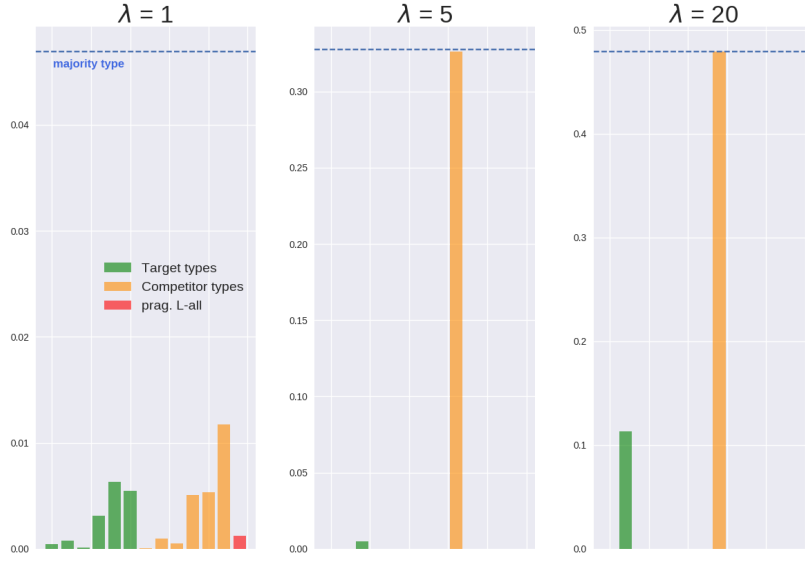 λ = 1
λ = 5
λ = 20
majority type
0.04
0.03
0.02
0.01
0.00
Target types
Competitor types
prag. L-all
0.30
0.25
0.20
0.15
0.10
0.05
0.00
0.5
0.4
0.3
0.2
0.1
0.0